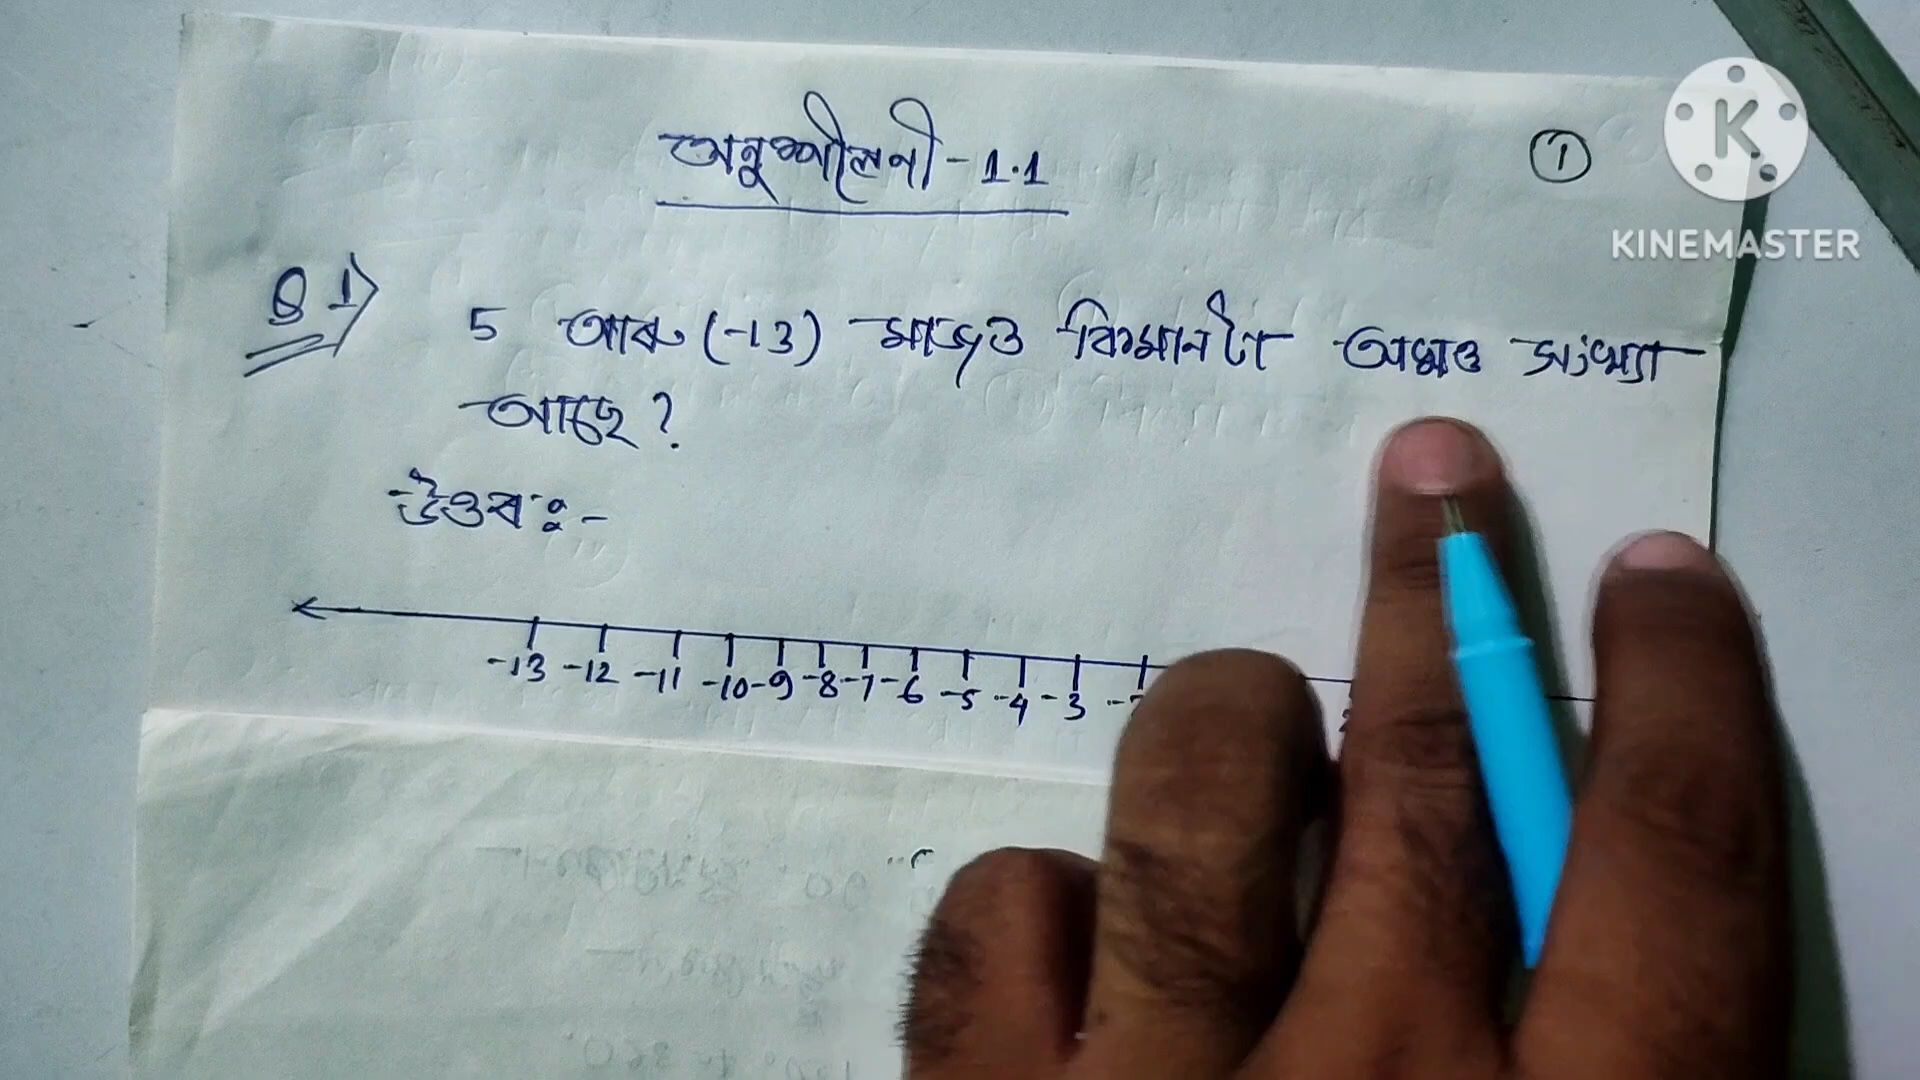 অনুশীলনী - 1.1
1
KINEMASTER
Q 1)
5 আৰু (-13) মাজত কিমানটা অখণ্ড সংখ্যা
আছে ?
উত্তৰঃ -
-13 -12 -11 -10 -9 -8 -7 -6 -5 -4 -3